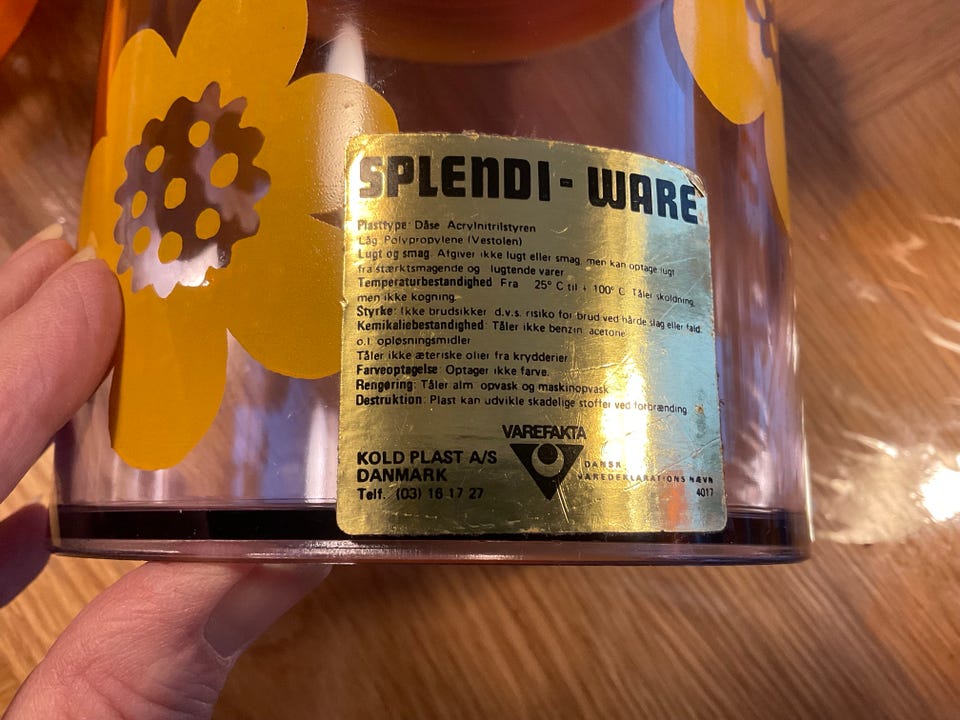 SPLENDI-WARE
Plasttype: Dåse Acrylnitrilstyren
Låg: Polypropylene (Vestolen)
Lugt og smag: Afgiver ikke lugt eller smag, men kan optage lugt
fra stærktsmagende og lugtende varer
Temperaturbestandighed Fra 25° C til + 100° C Tåler skoldning,
men ikke kogning.
Styrke: Ikke brudsikker d.v.s. risiko for brud ved hårde slag eller fald.
Kemikaliebestandighed: Tåler ikke benzin acetone
o.l. opløsningsmidler
Tåler ikke æteriske olier fra krydderier
Farveoptagelse: Optager ikke farve.
Rengøring: Tåler alm. opvask og maskinopvask
Destruktion: Plast kan udvikle skadelige stoffer ved forbrænding
VAREFAKTA
KOLD PLAST A/S
DANMARK
Telf. (03) 16 17 27
DANSK
VAREDEKLARATIONS NÆVN
4017